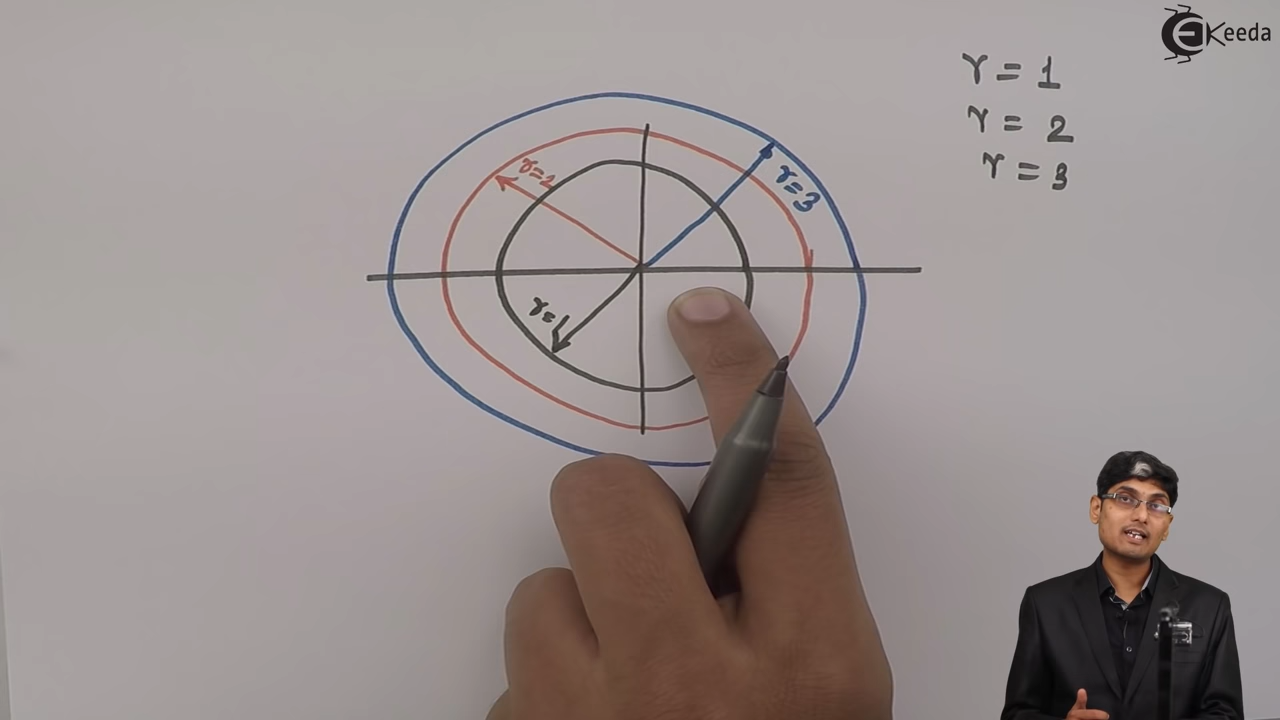 EKeeda
r = 1
r = 2
r = 3
r=2
r=3
r=1